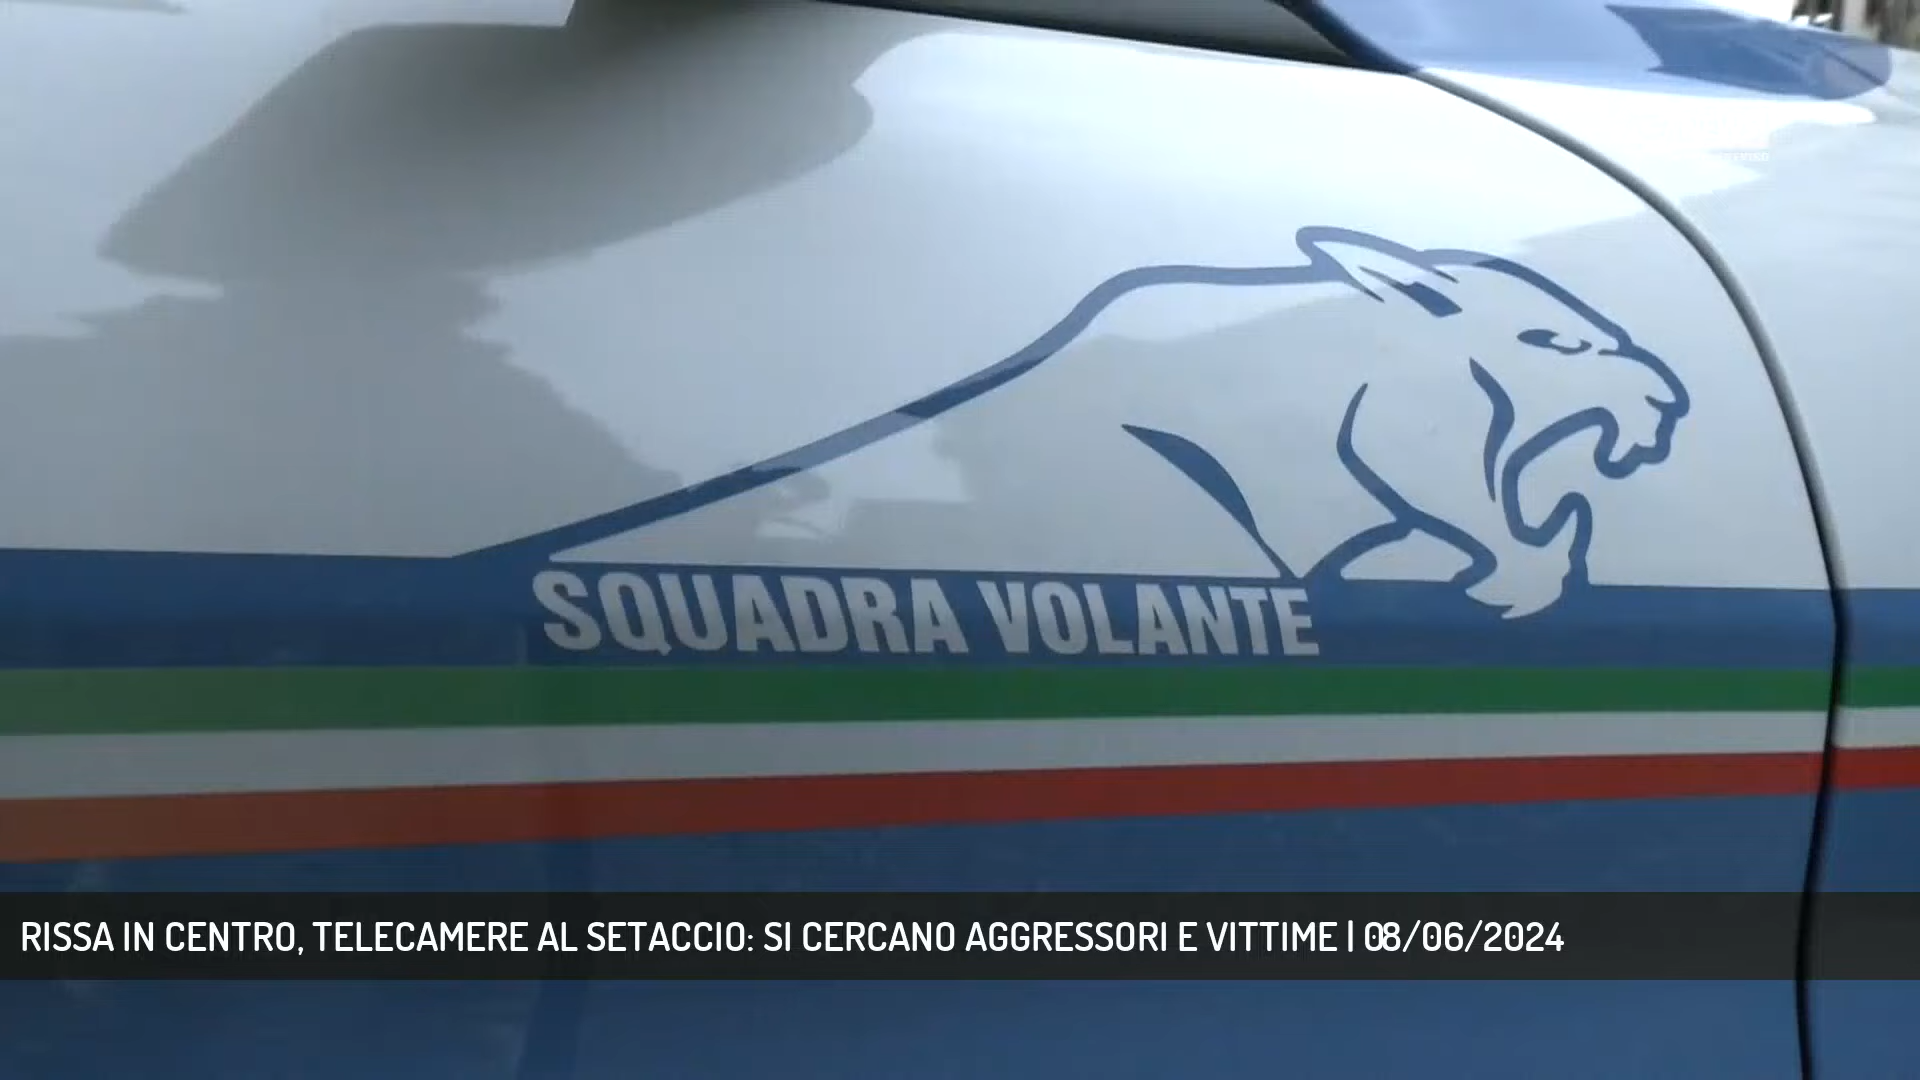 SQUADRA VOLANTE
RISSA IN CENTRO, TELECAMERE AL SETACCIO: SI CERCANO AGGRESSORI E VITTIME | 08/06/2024